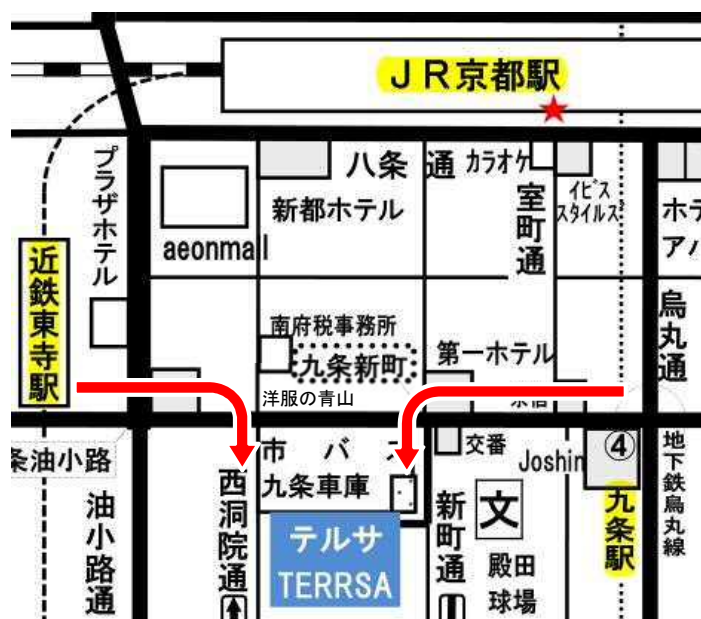 JR京都駅
★
八条通
カラオケ
プラザホテル
新都ホテル
室町通
イビス
スタイルズ
ホテ
アパ
aeonmall
近鉄東寺駅
南府税事務所
九条新町
第一ホテル
烏丸通
洋服の青山
市バス
九条車庫
交番
Joshin
④
九条駅
地下鉄烏丸線
条油小路
油小路通
西洞院通
テルサ
TERRSA
新町通
文
殿田
球場